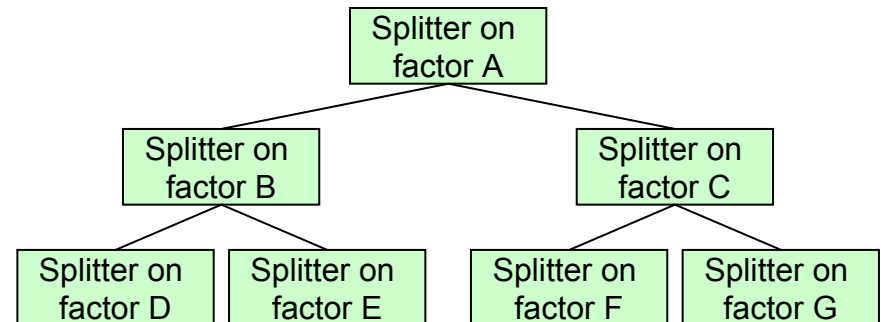 Splitter on
factor A
Splitter on
factor B
Splitter on
factor C
Splitter on
factor D
Splitter on
factor E
Splitter on
factor F
Splitter on
factor G